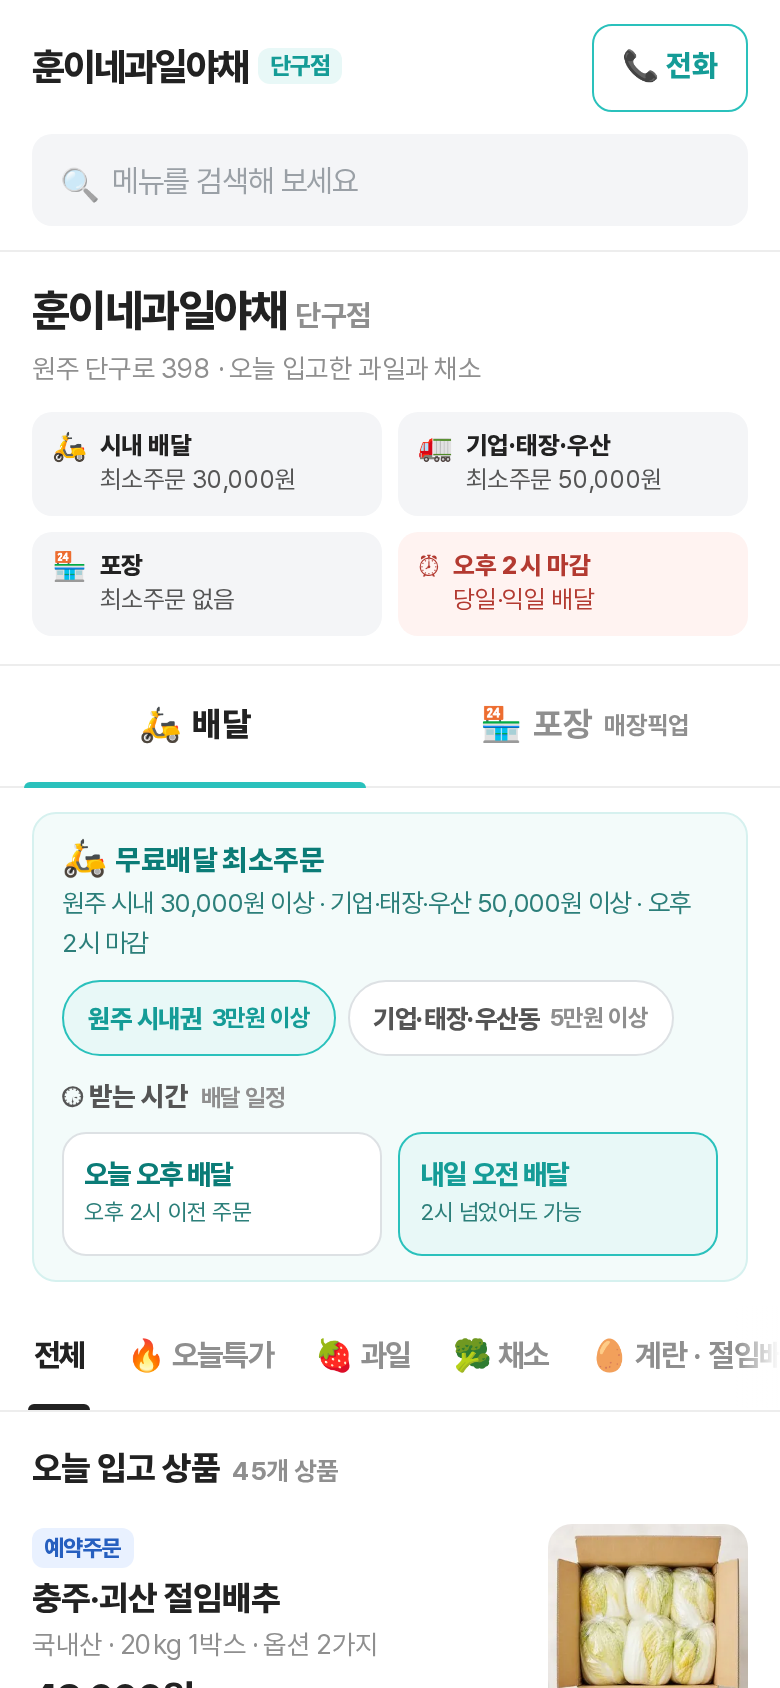 훈이네과일야채 단구점
전화
메뉴를 검색해 보세요
훈이네과일야채 단구점
원주 단구로 398 · 오늘 입고한 과일과 채소
시내 배달
최소주문 30,000원
기업·태장·우산
최소주문 50,000원
24
포장
최소주문 없음
오후 2시 마감
당일·익일 배달
배달
24 포장 매장픽업
무료배달 최소주문
원주 시내 30,000원 이상 · 기업·태장·우산 50,000원 이상 · 오후
2시 마감
원주 시내권 3만원 이상
기업·태장·우산동 5만원 이상
받는 시간 배달 일정
오늘 오후 배달
오후 2시 이전 주문
내일 오전 배달
2시 넘었어도 가능
전체 오늘특가 과일 채소 계란 · 절임배
오늘 입고 상품 45개 상품
예약주문
충주·괴산 절임배추
국내산 · 20kg 1박스 · 옵션 2가지